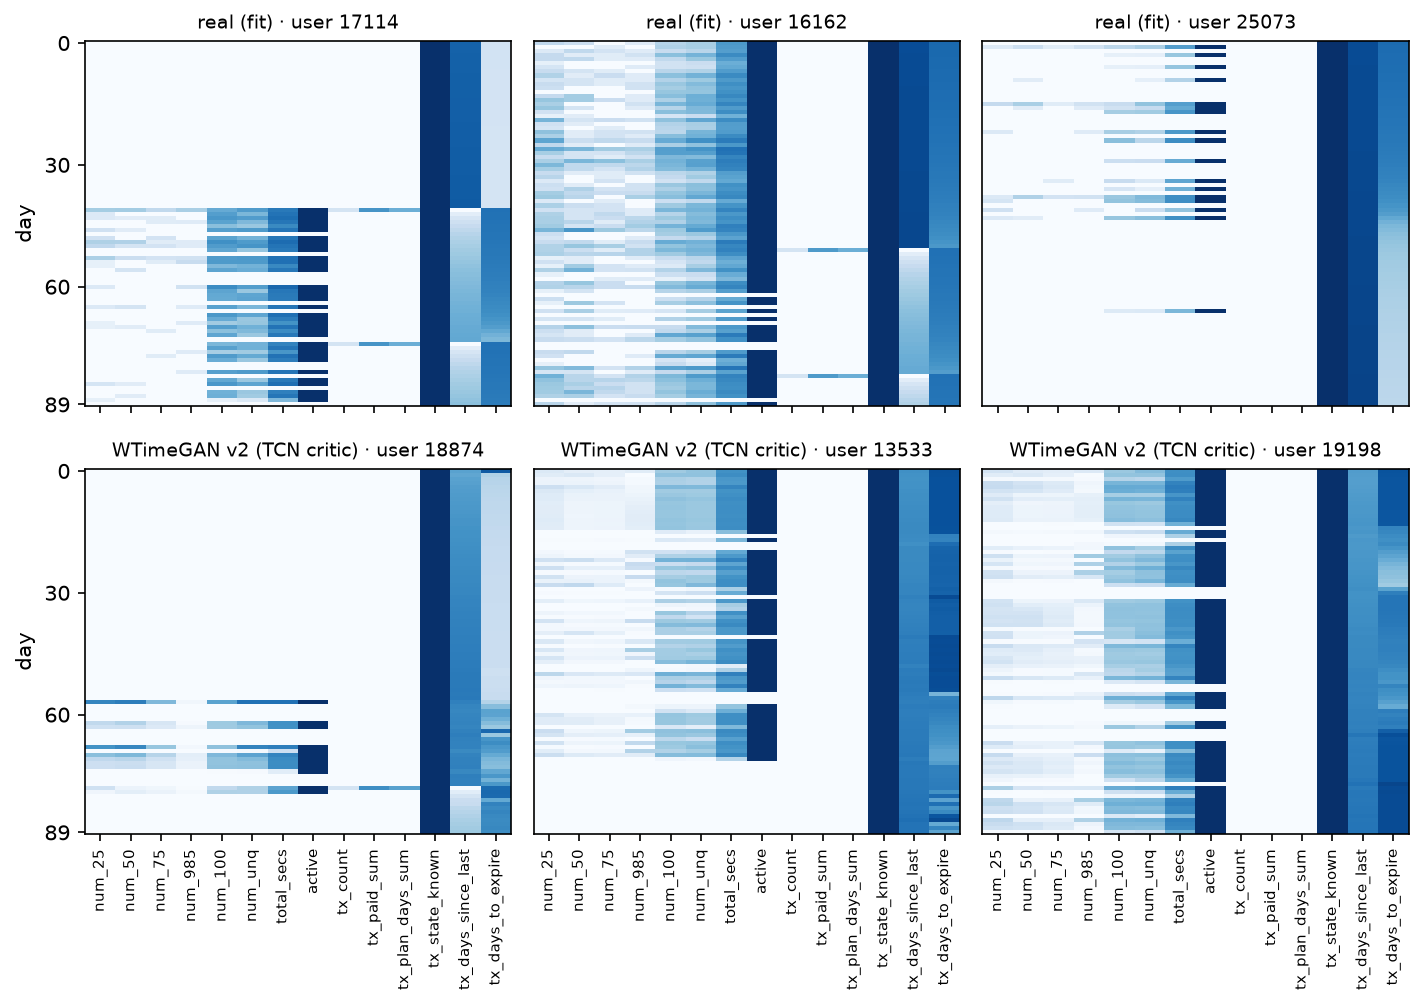 real (fit) · user 17114
real (fit) · user 16162
real (fit) · user 25073
0
30
60
89
day
WTimeGAN v2 (TCN critic) · user 18874
WTimeGAN v2 (TCN critic) · user 13533
WTimeGAN v2 (TCN critic) · user 19198
0
30
60
89
day
num_25
num_50
num_75
num_985
num_100
num_unq
total_secs
active
tx_count
tx_paid_sum
tx_plan_days_sum
tx_state_known
tx_days_since_last
tx_days_to_expire
num_25
num_50
num_75
num_985
num_100
num_unq
total_secs
active
tx_count
tx_paid_sum
tx_plan_days_sum
tx_state_known
tx_days_since_last
tx_days_to_expire
num_25
num_50
num_75
num_985
num_100
num_unq
total_secs
active
tx_count
tx_paid_sum
tx_plan_days_sum
tx_state_known
tx_days_since_last
tx_days_to_expire